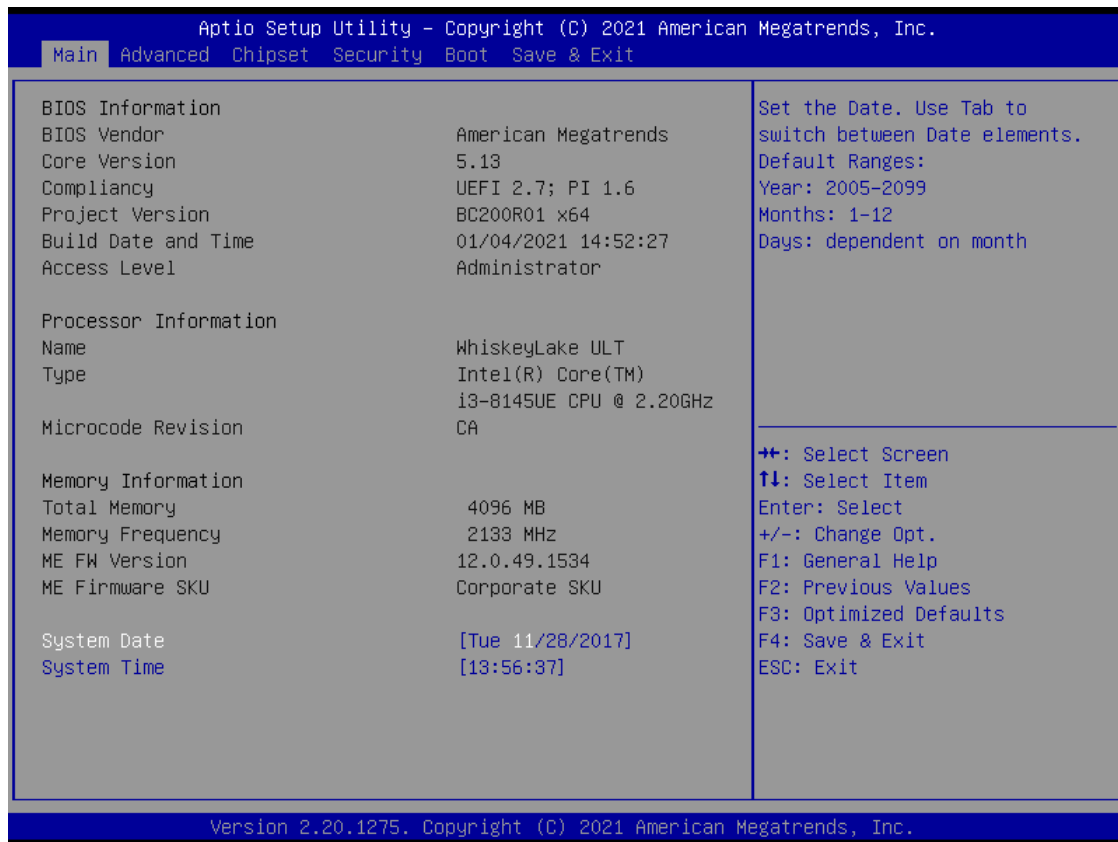 Aptio Setup Utility – Copyright (C) 2021 American Megatrends, Inc.
Main Advanced Chipset Security Boot Save & Exit
BIOS Information
BIOS Vendor American Megatrends
Core Version 5.13
Compliancy UEFI 2.7; PI 1.6
Project Version BC200R01 x64
Build Date and Time 01/04/2021 14:52:27
Access Level Administrator
Processor Information
Name WhiskeyLake ULT
Type Intel(R) Core(TM)
i3-8145UE CPU @ 2.20GHz
Microcode Revision CA
Memory Information
Total Memory 4096 MB
Memory Frequency 2133 MHz
ME FW Version 12.0.49.1534
ME Firmware SKU Corporate SKU
System Date [Tue 11/28/2017]
System Time [13:56:37]
Set the Date. Use Tab to
switch between Date elements.
Default Ranges:
Year: 2005-2099
Months: 1-12
Days: dependent on month
→←: Select Screen
↑↓: Select Item
Enter: Select
+/-: Change Opt.
F1: General Help
F2: Previous Values
F3: Optimized Defaults
F4: Save & Exit
ESC: Exit
Version 2.20.1275. Copyright (C) 2021 American Megatrends, Inc.